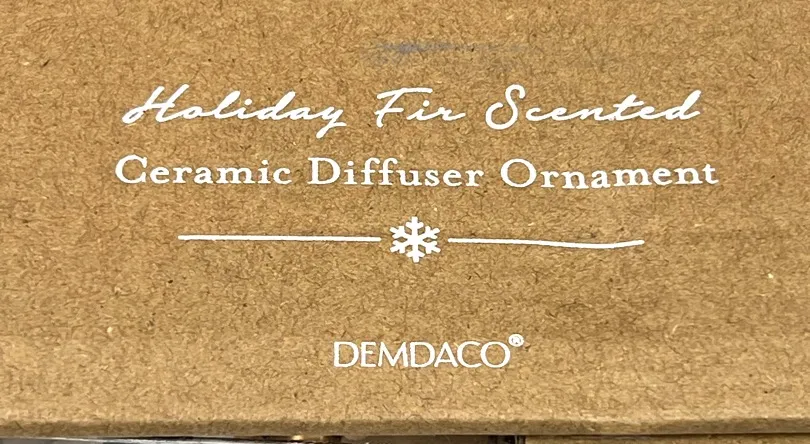 Holiday Fir Scented
Ceramic Diffuser Ornament
DEMDACO®